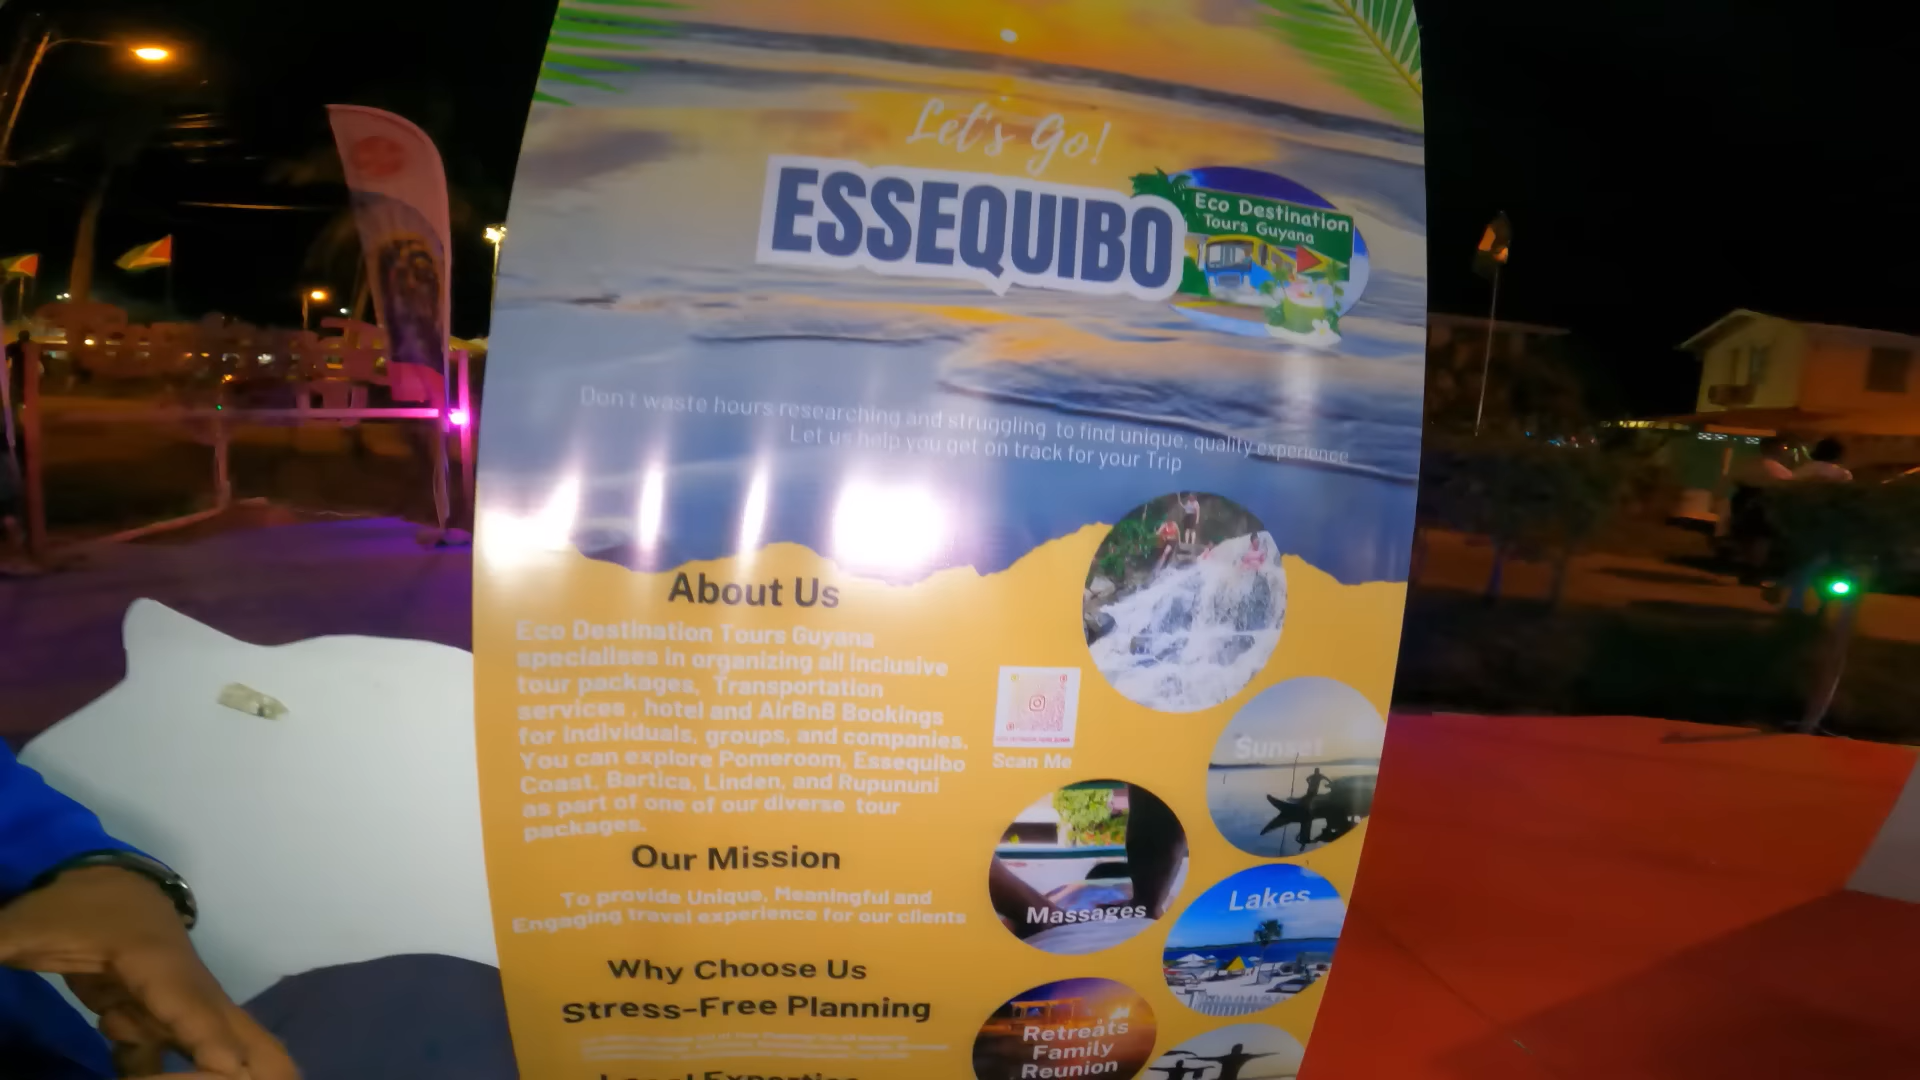 Let's Go!
ESSEQUIBO
Eco Destination
Tours Guyana
Don't waste hours researching and struggling to find unique, quality experience
Let us help you get on track for your Trip
About Us
Eco Destination Tours Guyana
specialises in organizing all inclusive
tour packages, Transportation
services , hotel and AirBnB Bookings
for Individuals, groups, and companies.
You can explore Pomeroom, Essequibo
Coast, Bartica, Linden, and Rupununi
as part of one of our diverse tour
packages.
Scan Me
Sunset
Our Mission
To provide Unique, Meaningful and
Engaging travel experience for our clients
Massages
Lakes
Why Choose Us
Stress-Free Planning
Retreats
Family
Reunion